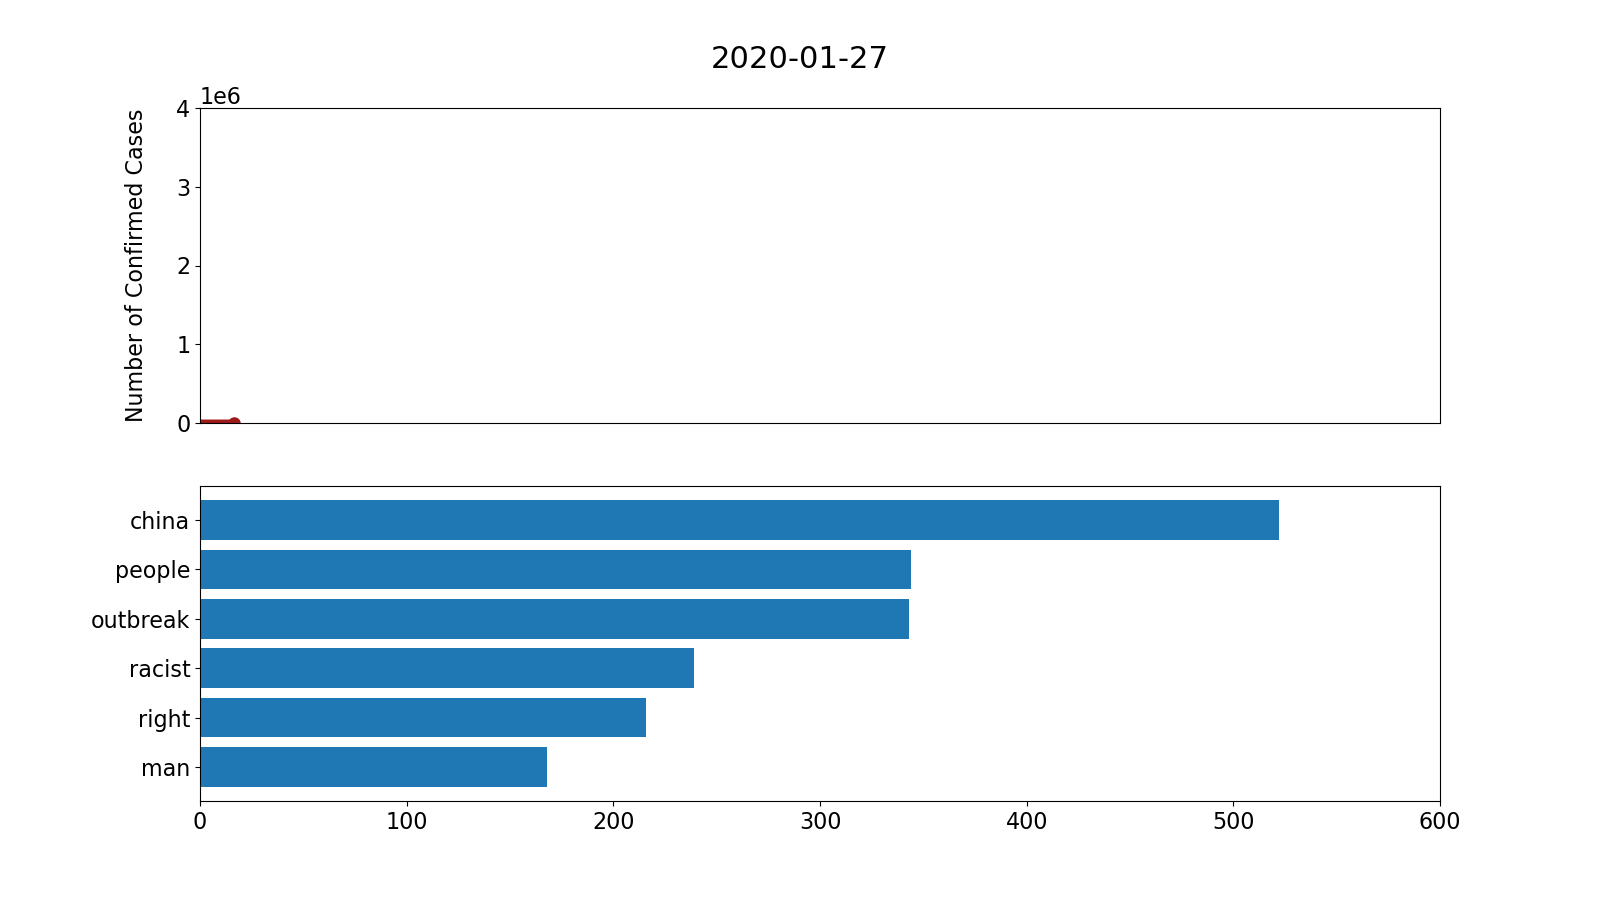 2020-01-27
1e6
Number of Confirmed Cases
4
3
2
1
0
china
people
outbreak
racist
right
man
0 100 200 300 400 500 600